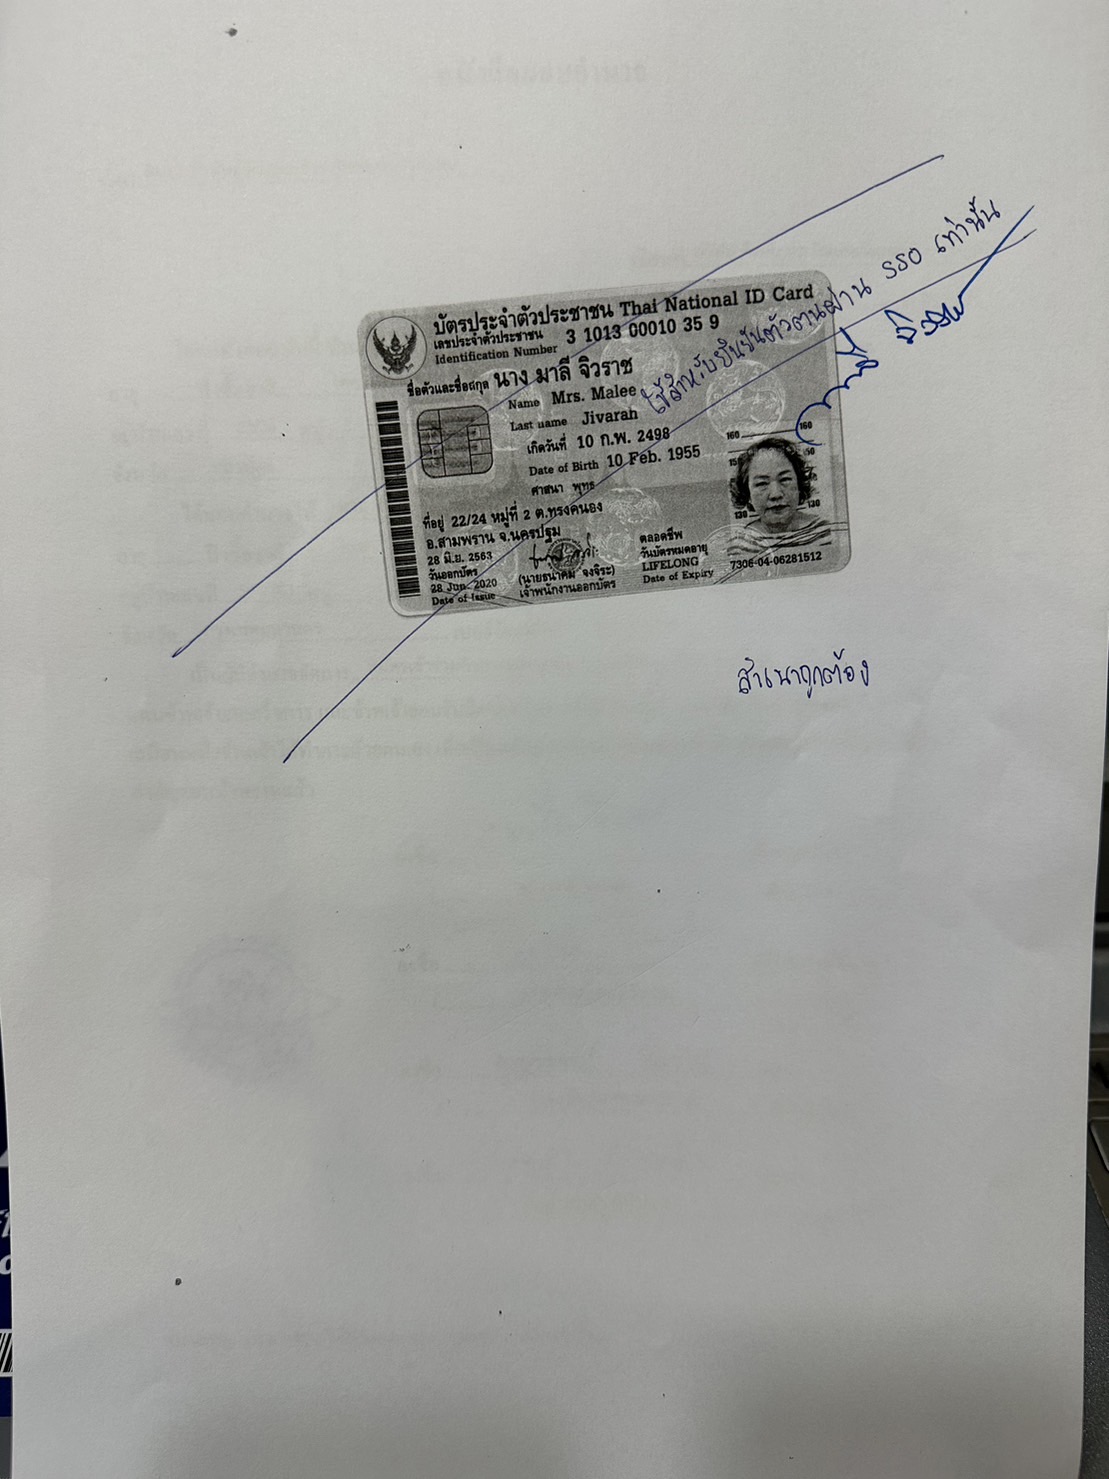 บัตรประจำตัวประชาชน Thai National ID Card
เลขประจำตัวประชาชน 3 1013 00010 35 9
Identification Number
ชื่อตัวและชื่อสกุล นาง มาลี จิวราช
Name Mrs. Malee
Last name Jivarah
เกิดวันที่ 10 ก.พ. 2498
Date of Birth 10 Feb. 1955
ศาสนา พุทธ
ที่อยู่ 22/24 หมู่ที่ 2 ต.ทรงคนอง
อ.สามพราน จ.นครปฐม
28 มิ.ย. 2563
วันออกบัตร
28 Jun. 2020
Date of Issue
(นายธนาคม จงจิระ)
เจ้าพนักงานออกบัตร
ตลอดชีพ
วันบัตรหมดอายุ
LIFELONG
Date of Expiry
160 160
150 150
130 130
7306-04-06281512
ใช้สำหรับยืนยันตัวตนผ่าน SSO เท่านั้น
มาลี จิวราช
สำเนาถูกต้อง